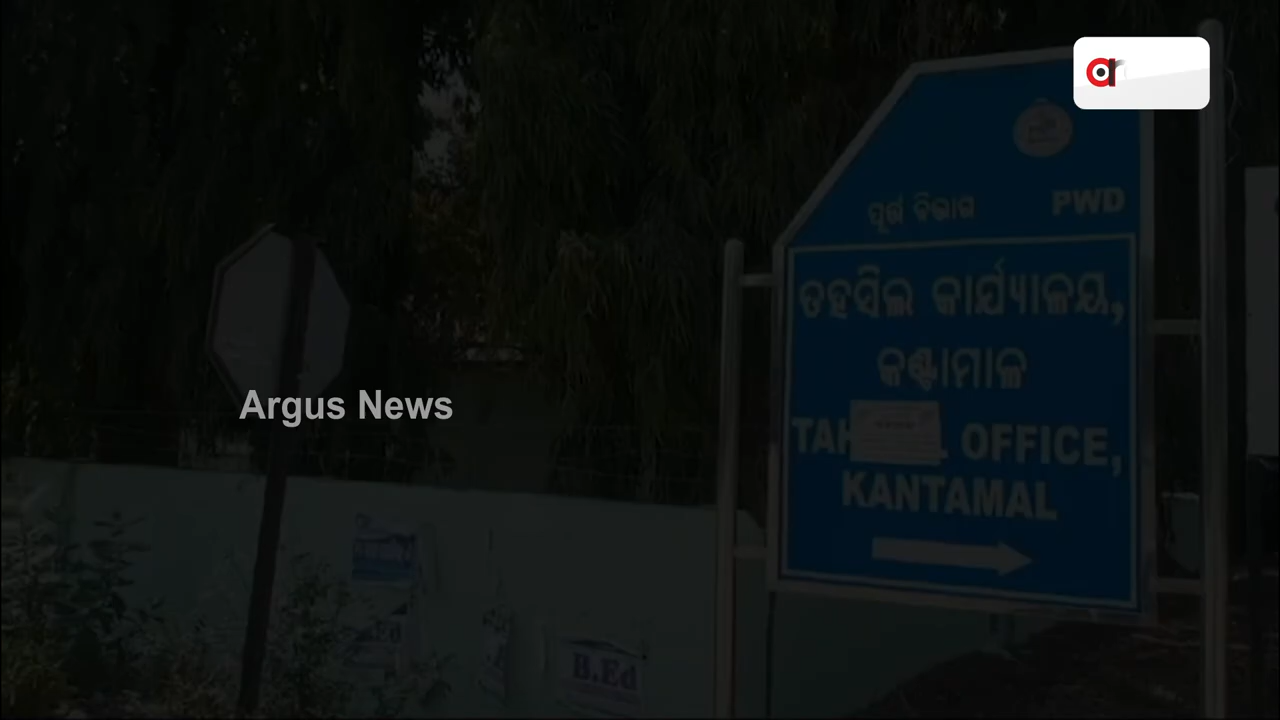 ପୂର୍ତ୍ତ ବିଭାଗ PWD
ତହସିଲ କାର୍ଯ୍ୟାଳୟ,
କଣ୍ଟାମାଳ
OFFICE,
KANTAMAL
Argus News
B.Ed